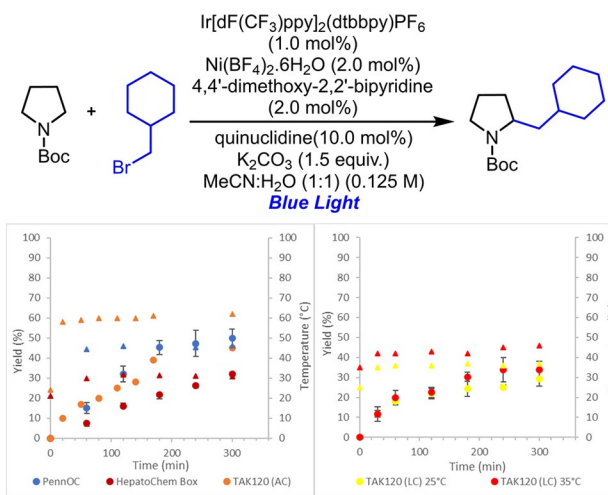 Ir[dF(CF3)ppy]2(dtbbpy)PF6
(1.0 mol%)
Ni(BF4)2.6H2O (2.0 mol%)
4,4'-dimethoxy-2,2'-bipyridine
(2.0 mol%)
+
N
Boc
Br
quinuclidine(10.0 mol%)
K2CO3 (1.5 equiv.)
MeCN:H2O (1:1) (0.125 M)
Blue Light
N
Boc
100
90
80
70
60
50
40
30
20
10
0
Yield (%)
0 100 200 300
Time (min)
100
90
80
70
60
50
40
30
20
10
0
Temperature (°C)
PennOC HepatoChem Box TAK120 (AC)
100
90
80
70
60
50
40
30
20
10
0
Yield (%)
0 100 200 300
Time (min)
100
90
80
70
60
50
40
30
20
10
0
TAK120 (LC) 25°C TAK120 (LC) 35°C